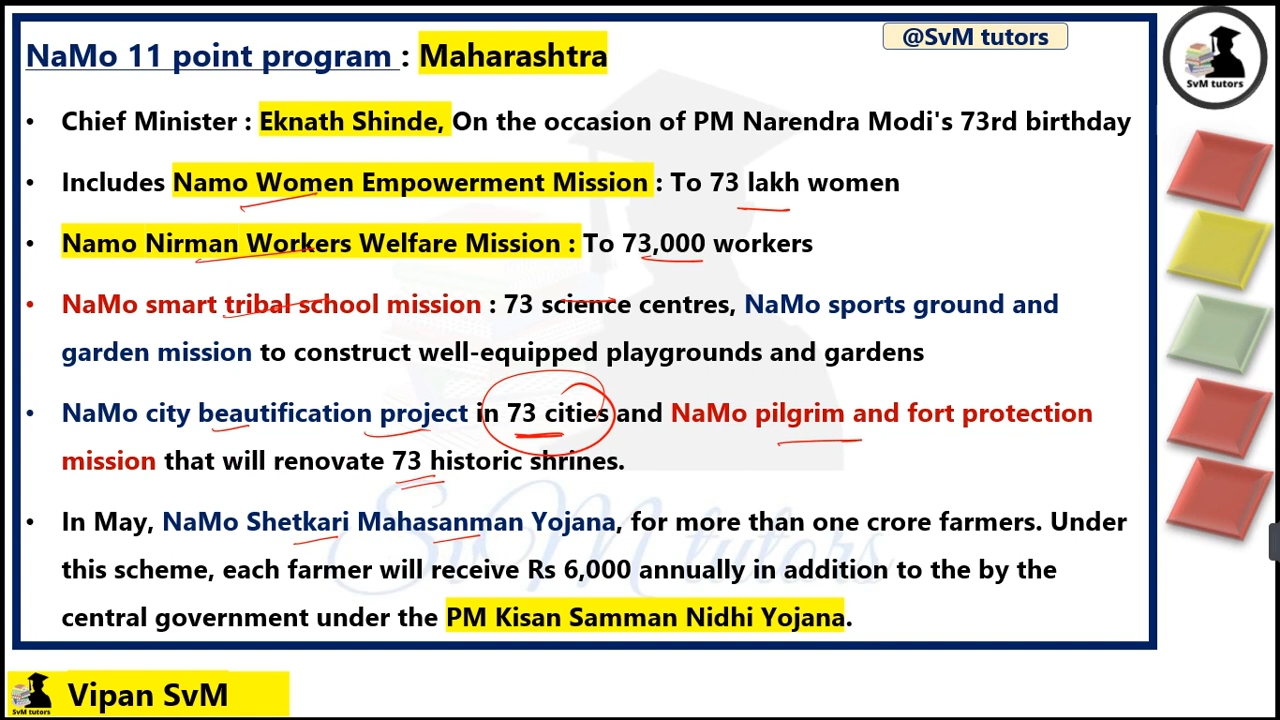 @SvM tutors
NaMo 11 point program : Maharashtra
SvM tutors
• Chief Minister : Eknath Shinde, On the occasion of PM Narendra Modi's 73rd birthday
• Includes Namo Women Empowerment Mission : To 73 lakh women
• Namo Nirman Workers Welfare Mission : To 73,000 workers
• NaMo smart tribal school mission : 73 science centres, NaMo sports ground and
garden mission to construct well-equipped playgrounds and gardens
• NaMo city beautification project in 73 cities and NaMo pilgrim and fort protection
mission that will renovate 73 historic shrines.
• In May, NaMo Shetkari Mahasanman Yojana, for more than one crore farmers. Under
this scheme, each farmer will receive Rs 6,000 annually in addition to the by the
central government under the PM Kisan Samman Nidhi Yojana.
SvM tutors
Vipan SvM
SvM tutors